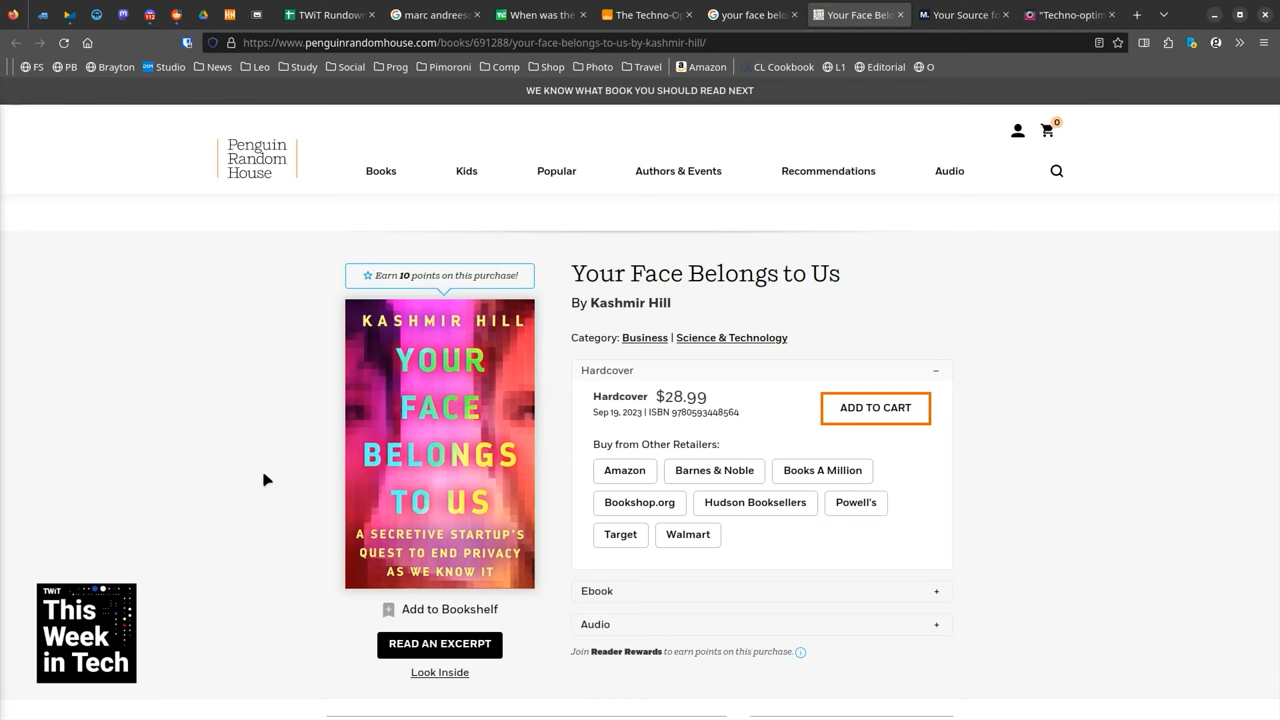 TWiT Rundown
marc andrees
When was the
The Techno-Op
your face belo
Your Face Belo
Your Source fo
"Techno-optim
https://www.penguinrandomhouse.com/books/691288/your-face-belongs-to-us-by-kashmir-hill/
FS PB Brayton Studio News Leo Study Social Prog Pimoroni Comp Shop Photo Travel Amazon CL Cookbook L1 Editorial O
WE KNOW WHAT BOOK YOU SHOULD READ NEXT
0
Penguin
Random
House
Books Kids Popular Authors & Events Recommendations Audio
Earn 10 points on this purchase!
KASHMIR HILL
YOUR
FACE
BELONGS
TO US
A SECRETIVE STARTUP'S
QUEST TO END PRIVACY
AS WE KNOW IT
Add to Bookshelf
READ AN EXCERPT
Look Inside
Your Face Belongs to Us
By Kashmir Hill
Category: Business | Science & Technology
Hardcover –
Hardcover $28.99
Sep 19, 2023 | ISBN 9780593448564
ADD TO CART
Buy from Other Retailers:
Amazon Barnes & Noble Books A Million
Bookshop.org Hudson Booksellers Powell's
Target Walmart
Ebook +
Audio +
Join Reader Rewards to earn points on this purchase.
TWiT
This
Week
in Tech